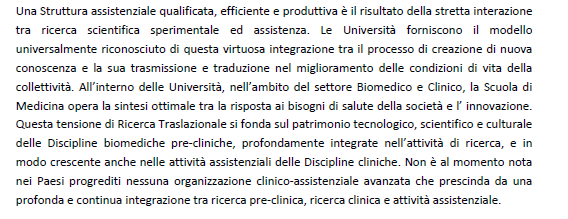 Una Struttura assistenziale qualificata, efficiente e produttiva è il risultato della stretta interazione
tra ricerca scientifica sperimentale ed assistenza. Le Università forniscono il modello
universalmente riconosciuto di questa virtuosa integrazione tra il processo di creazione di nuova
conoscenza e la sua trasmissione e traduzione nel miglioramento delle condizioni di vita della
collettività. All'interno delle Università, nell'ambito del settore Biomedico e Clinico, la Scuola di
Medicina opera la sintesi ottimale tra la risposta ai bisogni di salute della società e l' innovazione.
Questa tensione di Ricerca Traslazionale si fonda sul patrimonio tecnologico, scientifico e culturale
delle Discipline biomediche pre-cliniche, profondamente integrate nell'attività di ricerca, e in
modo crescente anche nelle attività assistenziali delle Discipline cliniche. Non è al momento nota
nei Paesi progrediti nessuna organizzazione clinico-assistenziale avanzata che prescinda da una
profonda e continua integrazione tra ricerca pre-clinica, ricerca clinica e attività assistenziale.